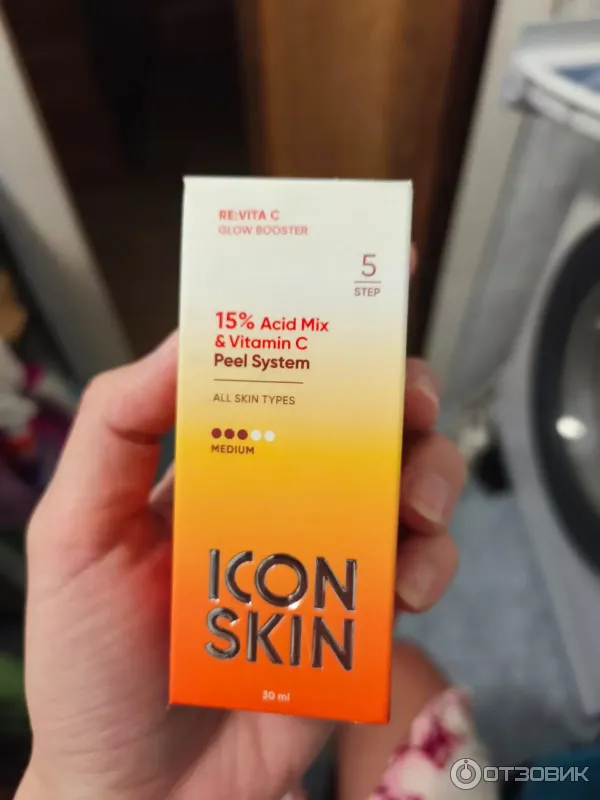 RE:VITA C
GLOW BOOSTER
5
STEP
15% Acid Mix
& Vitamin C
Peel System
ALL SKIN TYPES
MEDIUM
ICON
SKIN
30 ml
ОТЗОВИК